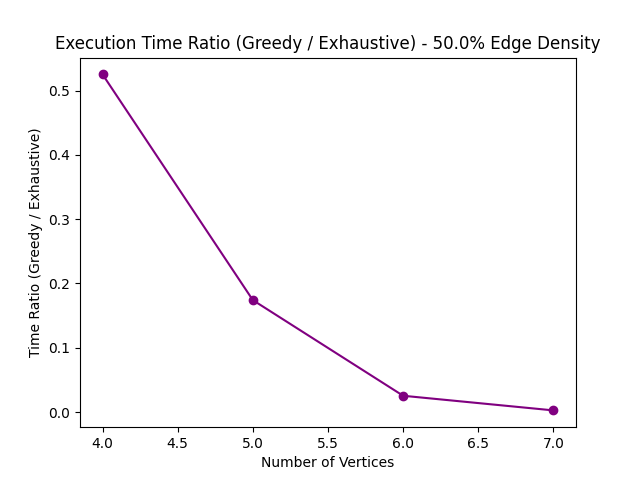 Execution Time Ratio (Greedy / Exhaustive) - 50.0% Edge Density
Time Ratio (Greedy / Exhaustive)
0.5
0.4
0.3
0.2
0.1
0.0
4.0 4.5 5.0 5.5 6.0 6.5 7.0
Number of Vertices